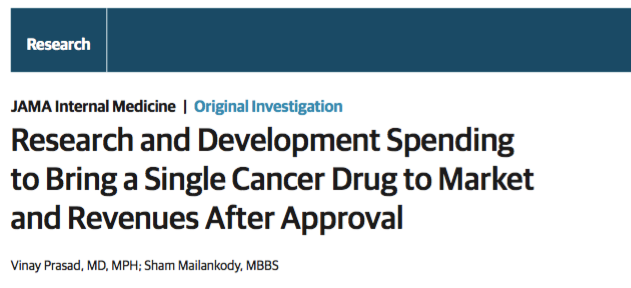 Research
JAMA Internal Medicine | Original Investigation
Research and Development Spending
to Bring a Single Cancer Drug to Market
and Revenues After Approval
Vinay Prasad, MD, MPH; Sham Mailankody, MBBS